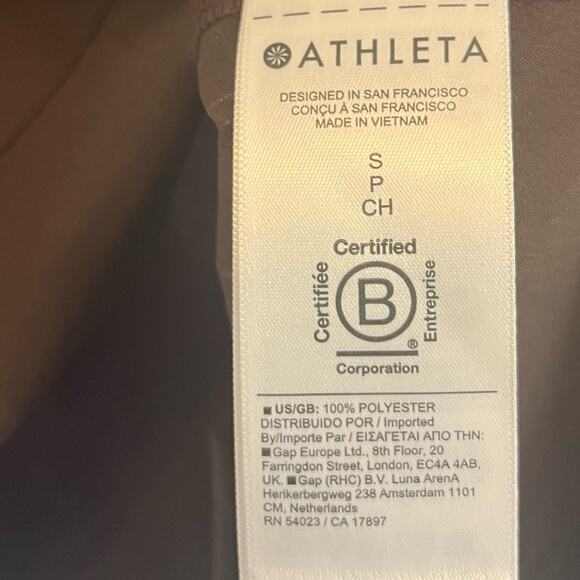 ATHLETA
DESIGNED IN SAN FRANCISCO
CONÇU À SAN FRANCISCO
MADE IN VIETNAM
S
P
CH
Certified
Certifiée
B
Entreprise
®
Corporation
■ US/GB: 100% POLYESTER
DISTRIBUIDO POR / Imported
By/Importe Par / ΕΙΣΑΓΕΤΑΙ ΑΠΟ ΤΗΝ:
■Gap Europe Ltd., 8th Floor, 20
Farringdon Street, London, EC4A 4AB,
UK. ■Gap (RHC) B.V. Luna ArenA
Herikerbergweg 238 Amsterdam 1101
CM, Netherlands
RN 54023 / CA 17897